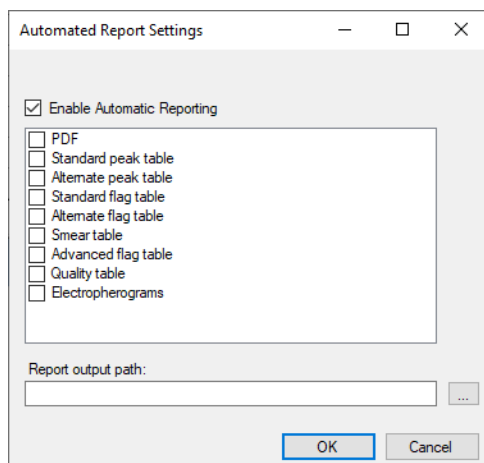 Automated Report Settings
Enable Automatic Reporting
PDF
Standard peak table
Alternate peak table
Standard flag table
Alternate flag table
Smear table
Advanced flag table
Quality table
Electropherograms
Report output path:
...
OK Cancel